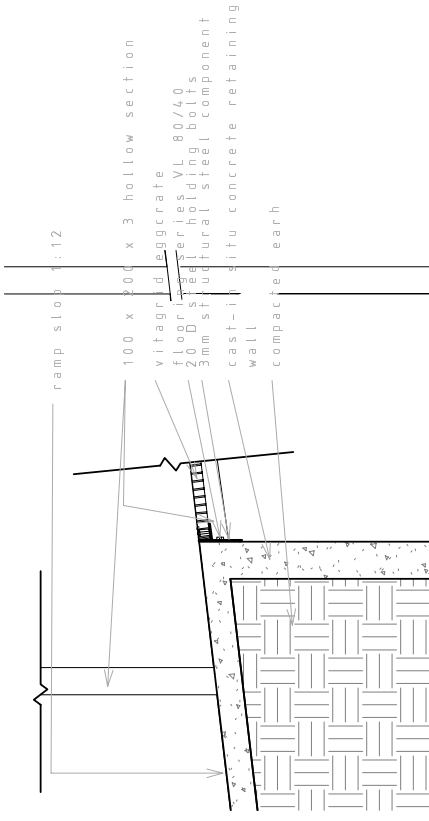 ramp slop 1:12
100 x 200 x 3 hollow section
vitagrid eggcrate
flooring series VL 80/40
20 D steel holding bolts
3mm structural steel component
cast-in situ concrete retaining
wall
compacted earh